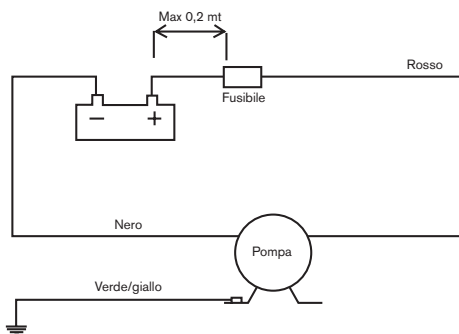 Max 0,2 mt
Rosso
Fusibile
− +
Nero
Pompa
Verde/giallo